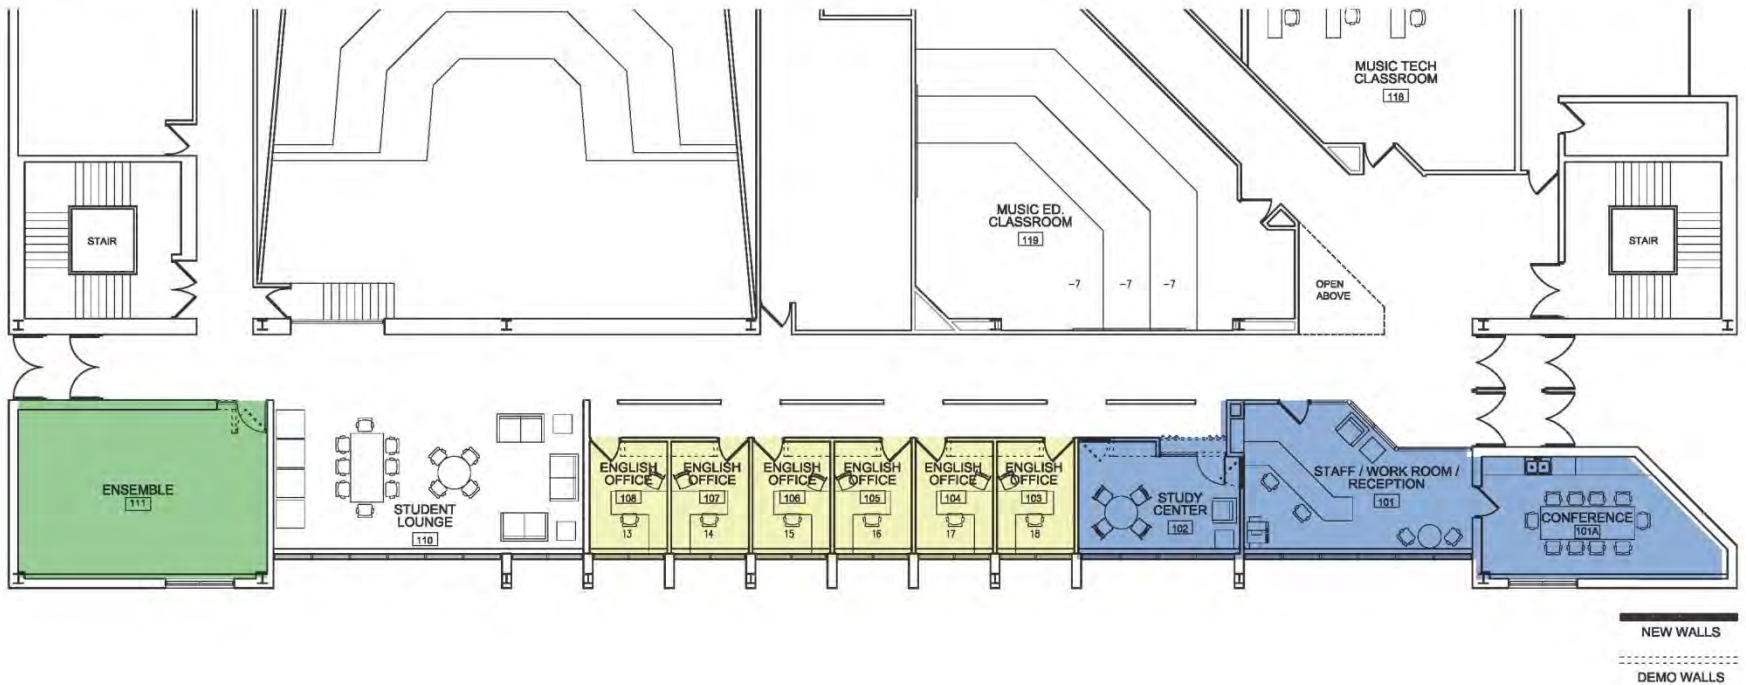 MUSIC TECH
CLASSROOM
118
MUSIC ED.
CLASSROOM
119
STAIR
STAIR
OPEN
ABOVE
–7
–7
–7
ENSEMBLE
111
STUDENT
LOUNGE
110
ENGLISH
OFFICE
108
13
ENGLISH
OFFICE
107
14
ENGLISH
OFFICE
106
15
ENGLISH
OFFICE
105
16
ENGLISH
OFFICE
104
17
ENGLISH
OFFICE
103
18
STUDY
CENTER
102
STAFF / WORK ROOM /
RECEPTION
101
CONFERENCE
101A
NEW WALLS
DEMO WALLS